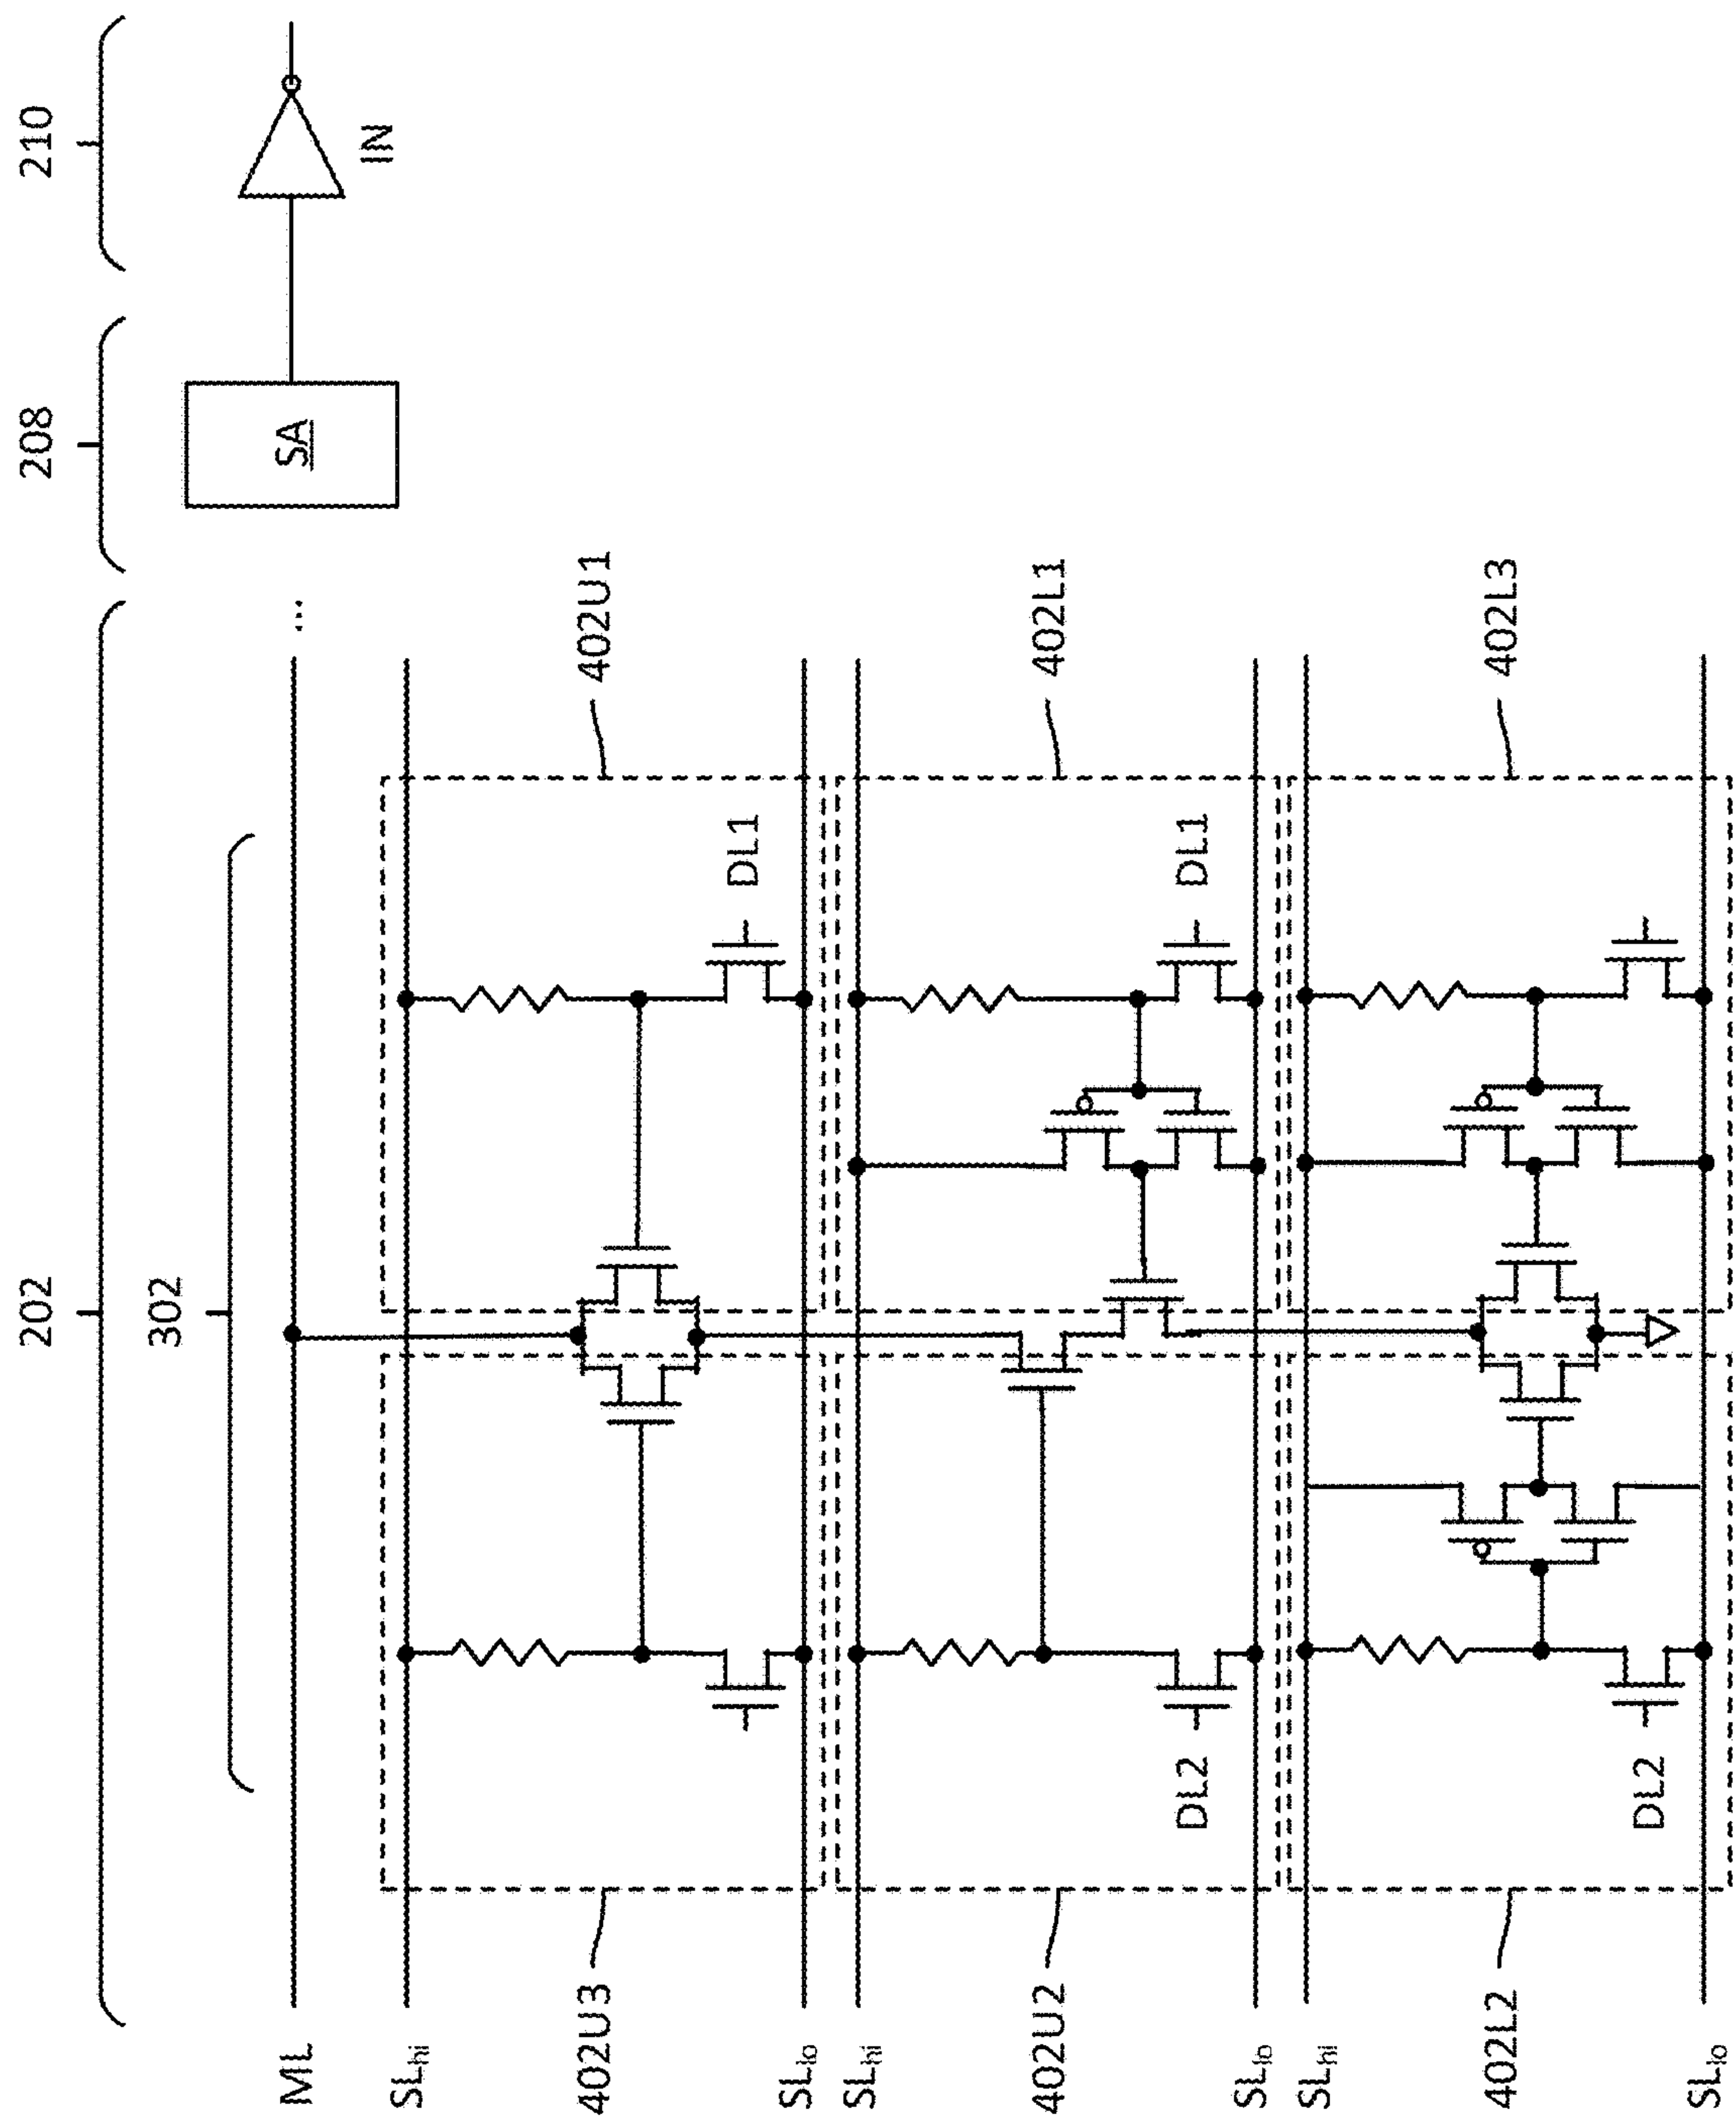 202
208
210
302
ML
...
SA
IN
SLhi
402U3
402U1
DL1
SLlo
SLhi
402U2
402L1
DL2
DL1
SLlo
SLhi
402L2
402L3
DL2
SLlo